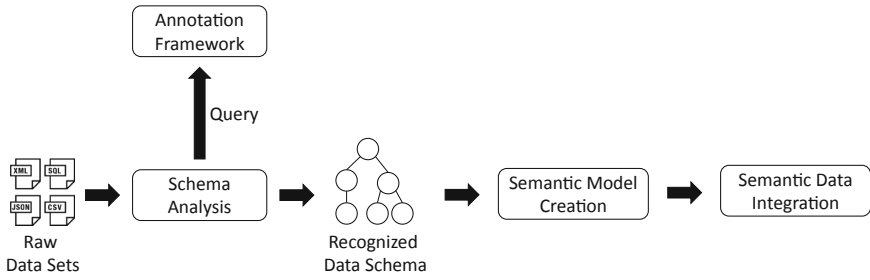 Annotation
Framework
Query
XML
SQL
JSON
CSV
Raw
Data Sets
Schema
Analysis
Recognized
Data Schema
Semantic Model
Creation
Semantic Data
Integration